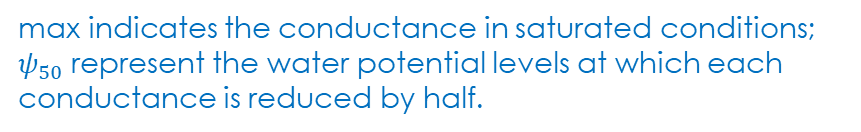 max indicates the conductance in saturated conditions;
ψ50 represent the water potential levels at which each
conductance is reduced by half.